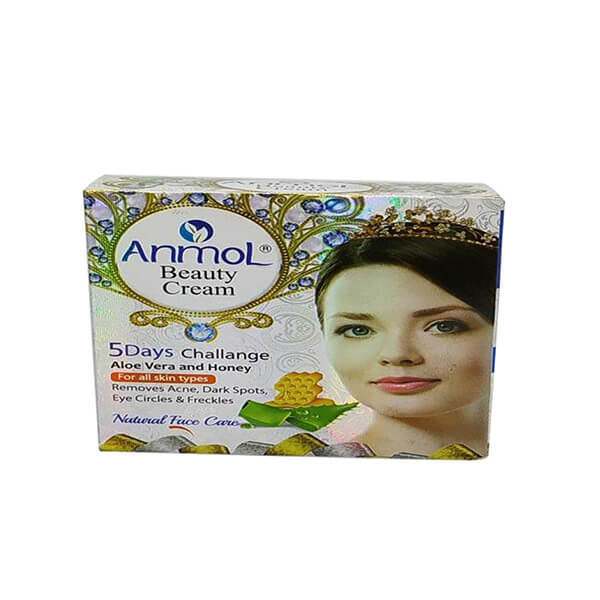 AnmoL®
Beauty
Cream
5Days Challange
Aloe Vera and Honey
For all skin types
Removes Acne, Dark Spots,
Eye Circles & Freckles
Natural Face Care